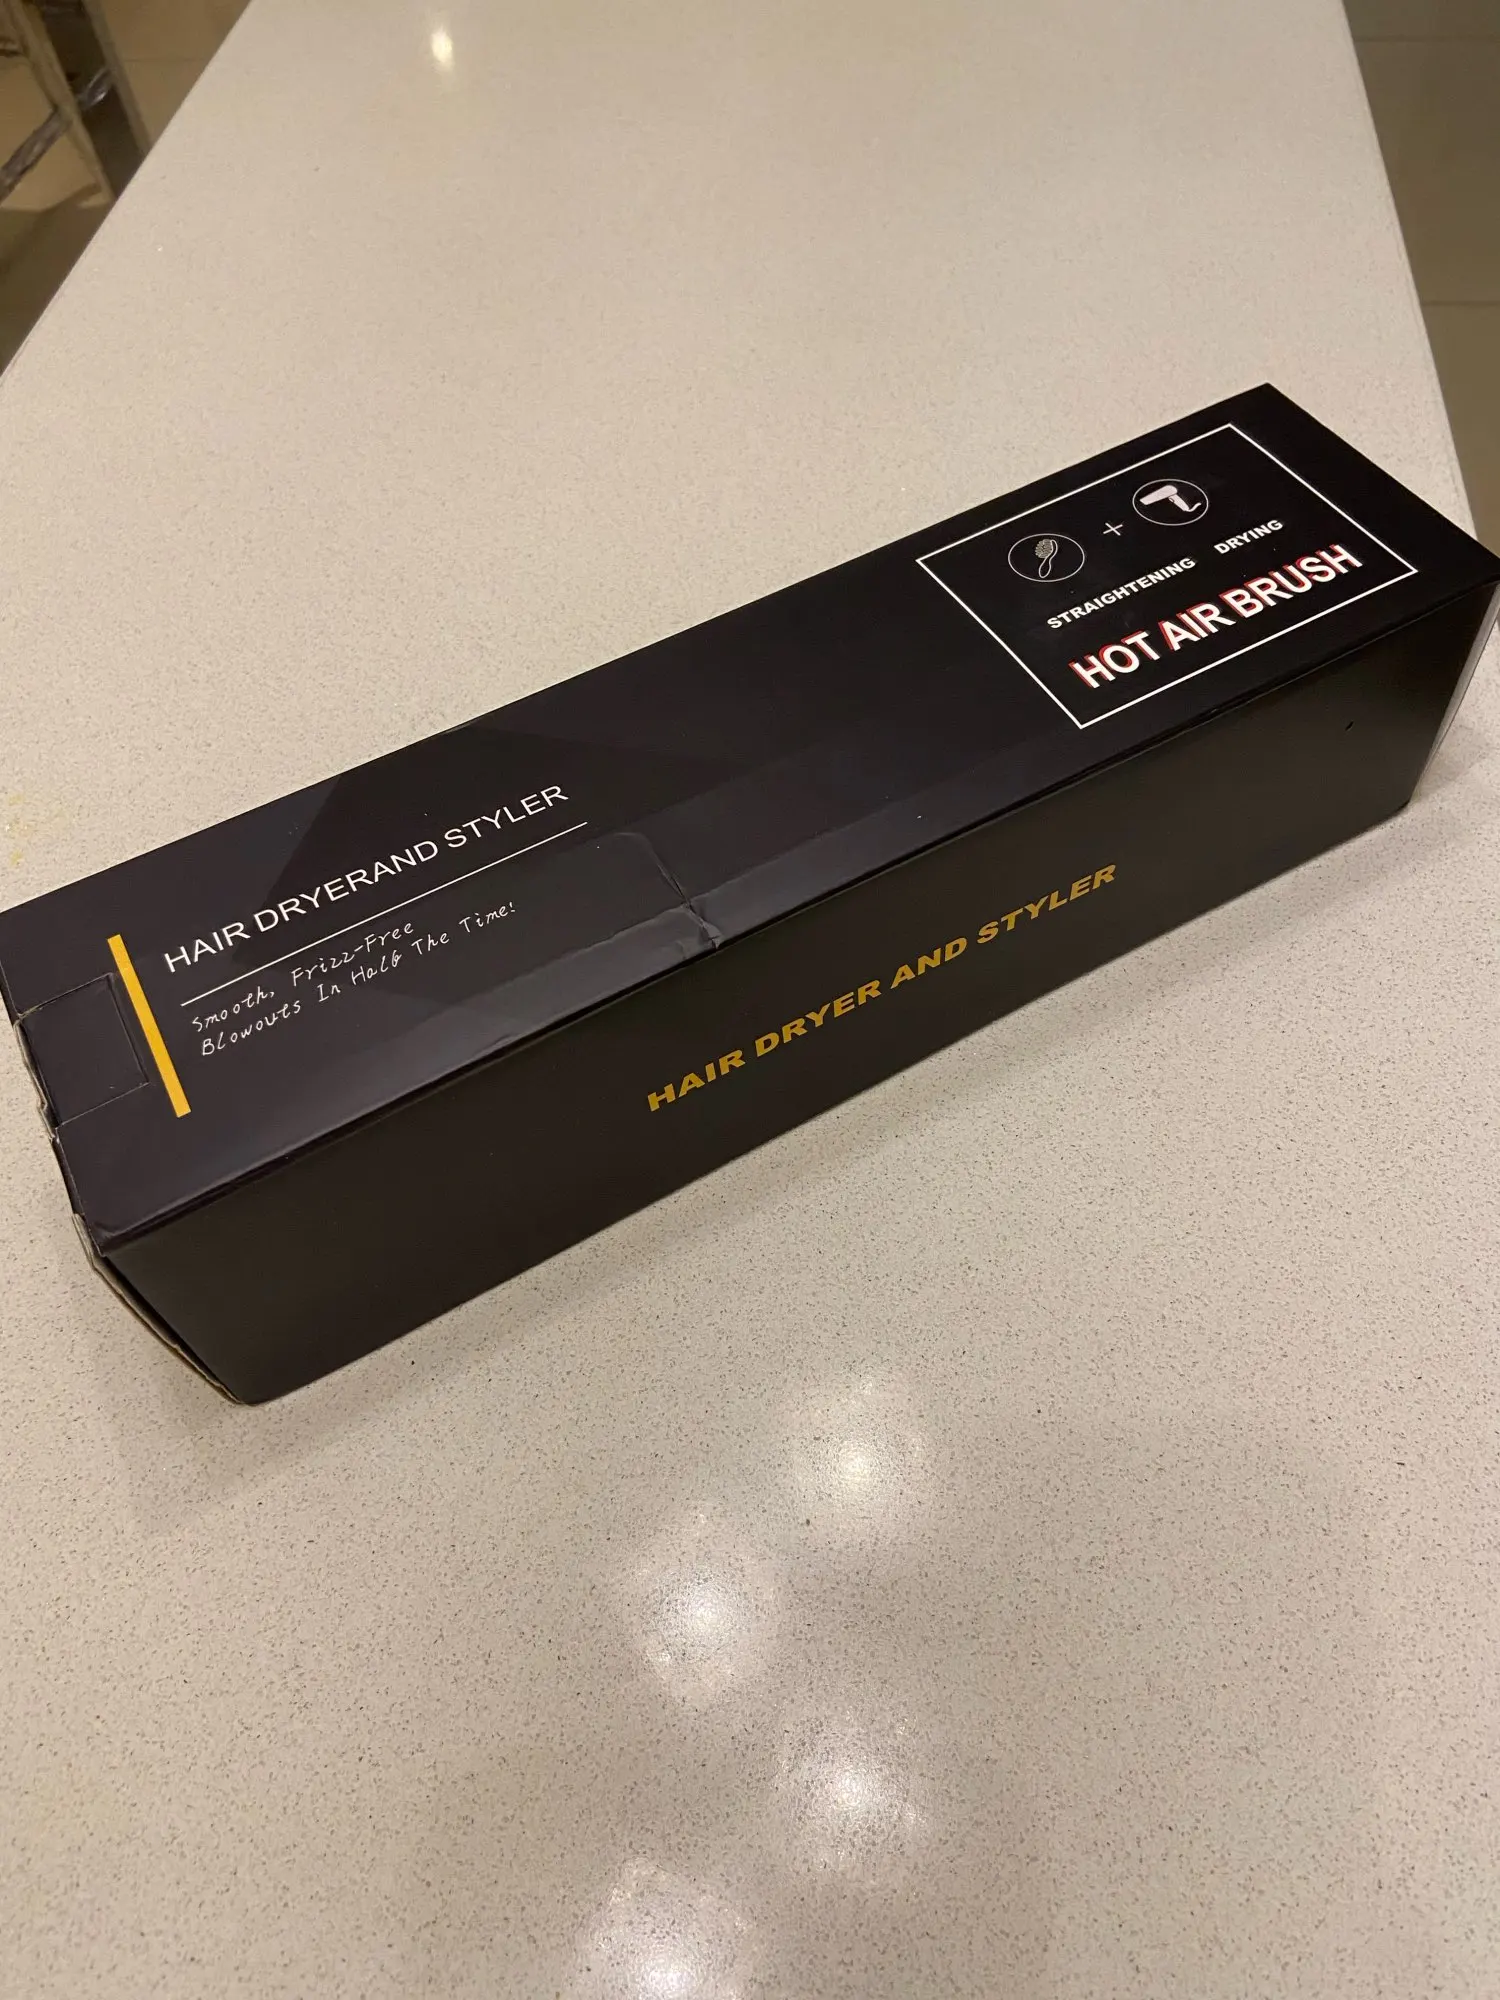 STRAIGHTENING DRYING
HOT AIR BRUSH
HAIR DRYERAND STYLER
Smooth, Frizz-Free
Blowouts In Half The Time!
HAIR DRYER AND STYLER